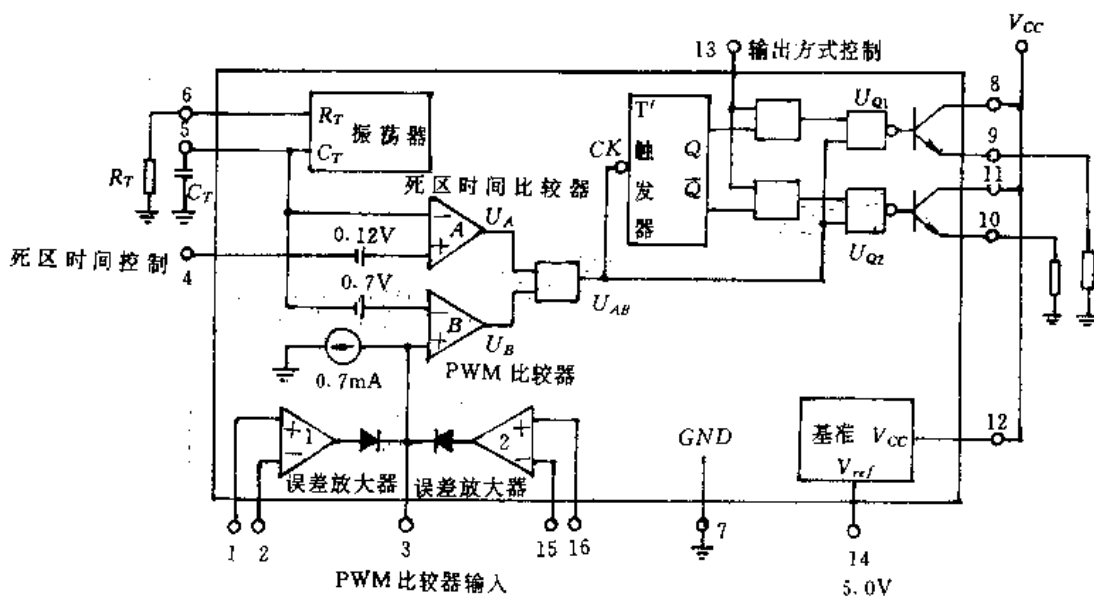 V_CC
13 输出方式控制
6
8
R_T
振荡器
T'
U_Q1
5
C_T
CK
触
Q
9
R_T
C_T
死区时间比较器
发
Q̄
11
U_A
A
器
10
0.12V
死区时间控制
4
U_Q2
0.7V
U_AB
B
U_B
0.7mA
PWM 比较器
12
GND
基准 V_CC
V_ref
1
2
误差放大器
误差放大器
1
2
3
15
16
7
14
PWM 比较器输入
5.0V